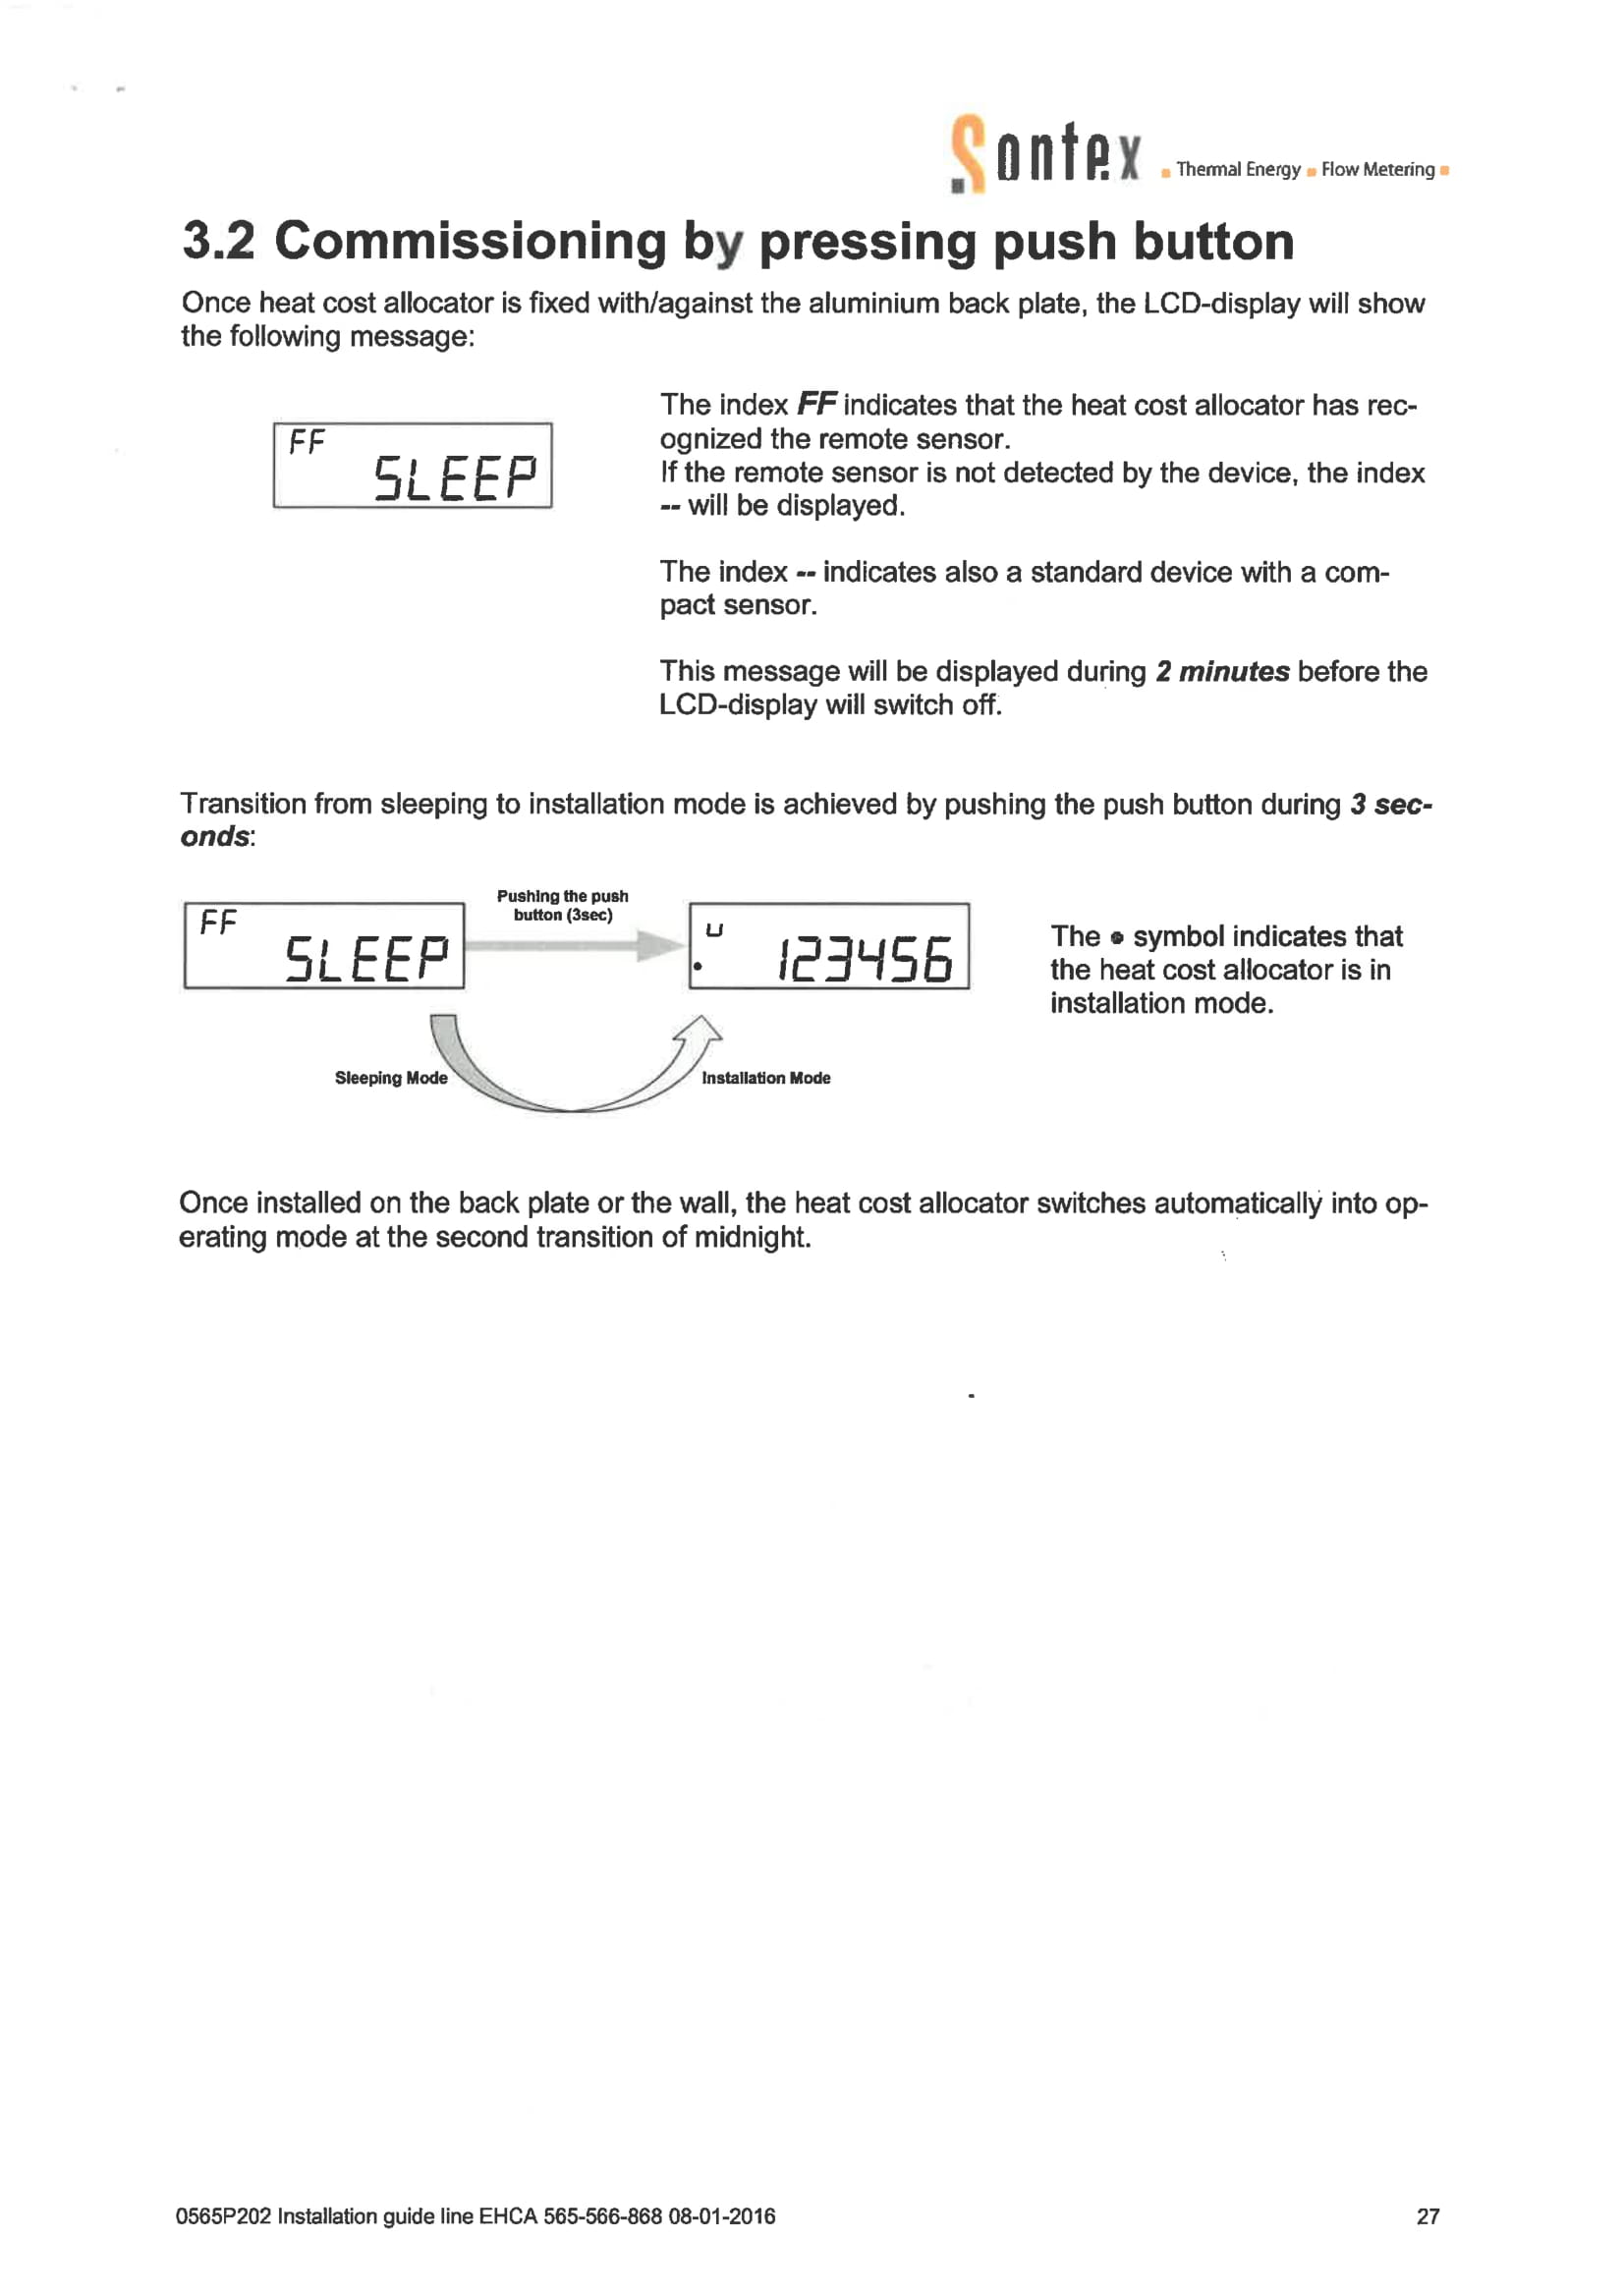 Sontex
Thermal Energy Flow Metering
3.2 Commissioning by pressing push button
Once heat cost allocator is fixed with/against the aluminium back plate, the LCD-display will show
the following message:
FF
SLEEP
The index FF indicates that the heat cost allocator has rec-
ognized the remote sensor.
If the remote sensor is not detected by the device, the index
-- will be displayed.
The index -- indicates also a standard device with a com-
pact sensor.
This message will be displayed during 2 minutes before the
LCD-display will switch off.
Transition from sleeping to installation mode is achieved by pushing the push button during 3 sec-
onds:
FF
SLEEP
Pushing the push
button (3sec)
u
• 123456
The • symbol indicates that
the heat cost allocator is in
installation mode.
Sleeping Mode
Installation Mode
Once installed on the back plate or the wall, the heat cost allocator switches automatically into op-
erating mode at the second transition of midnight.
0565P202 Installation guide line EHCA 565-566-868 08-01-2016
27